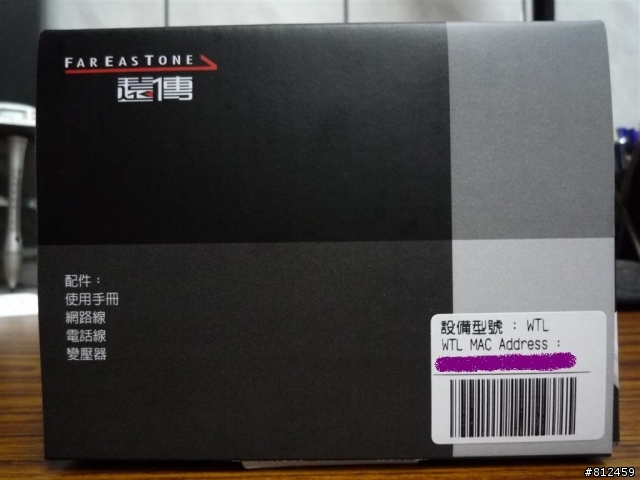 FAREASTONE
遠傳
配件：
使用手冊
網路線
電話線
變壓器
設備型號 : WTL
WTL MAC Address :
#812459